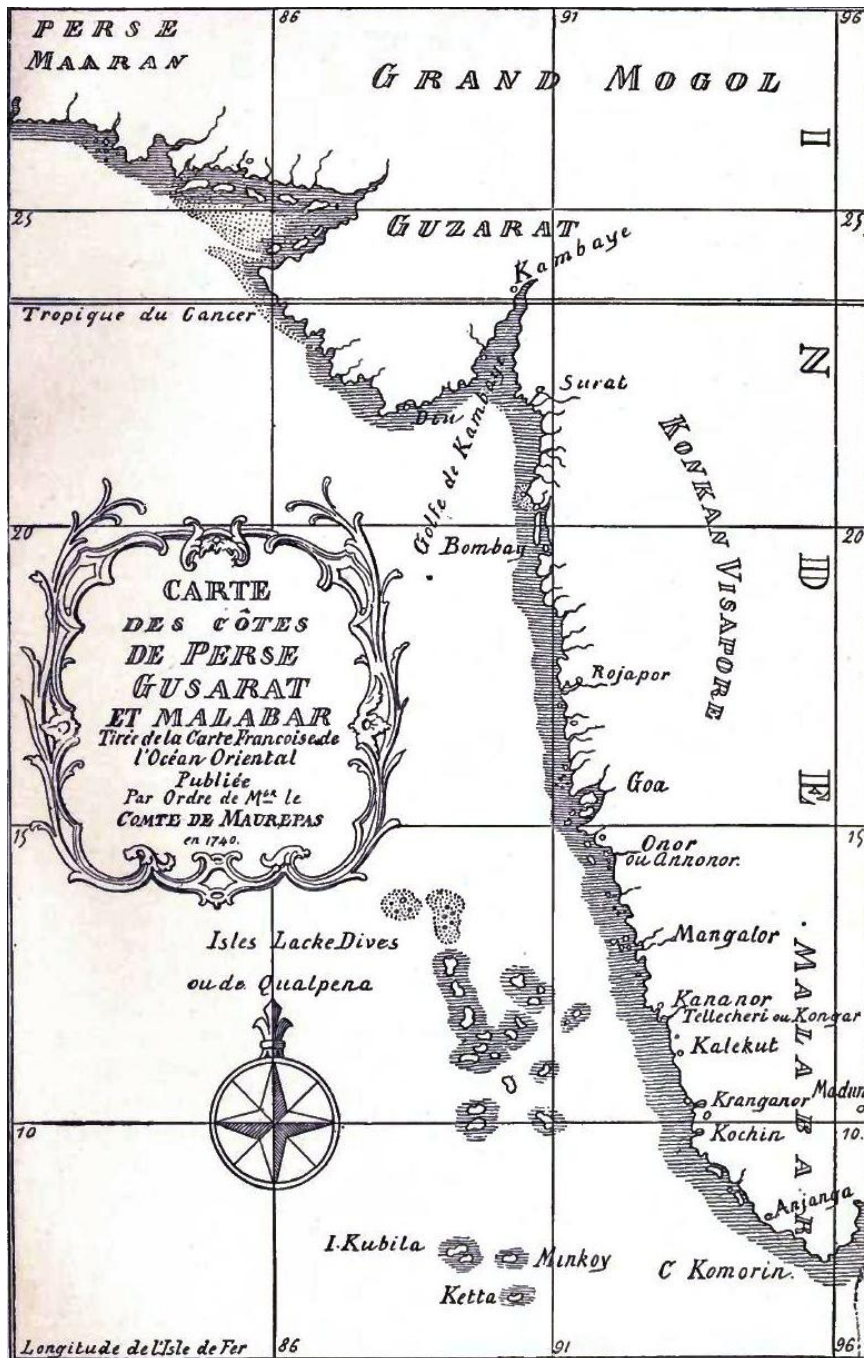 86
91
96
PERSE
MAARAN
GRAND MOGOL
I
25
25
GUZARAT
Kambaye
Tropique du Cancer
N
Surat
Diu
Golfe de Kambaye
KONKAN VISAPORE
20
20
Bombay
D
CARTE
DES CÔTES
DE PERSE
GUSARAT
ET MALABAR
Tirée de la Carte Francoise de
l'Océan Oriental
Publiée
Par Ordre de Mgr le
COMTE DE MAUREPAS
en 1740.
Rojapor
Goa
E
15
Onor
ou Annonor.
Isles Lacke Dives
ou de Qualpena
Mangalor
MALABAR
Kananor
Tellecheri ou Kongar
Kalekut
Kranganor
Madur
10
10.
Kochin
Anjanga
I. Kubila
Minkoy
C Komorin.
Ketta
Longitude de l'Isle de Fer
86
91
96